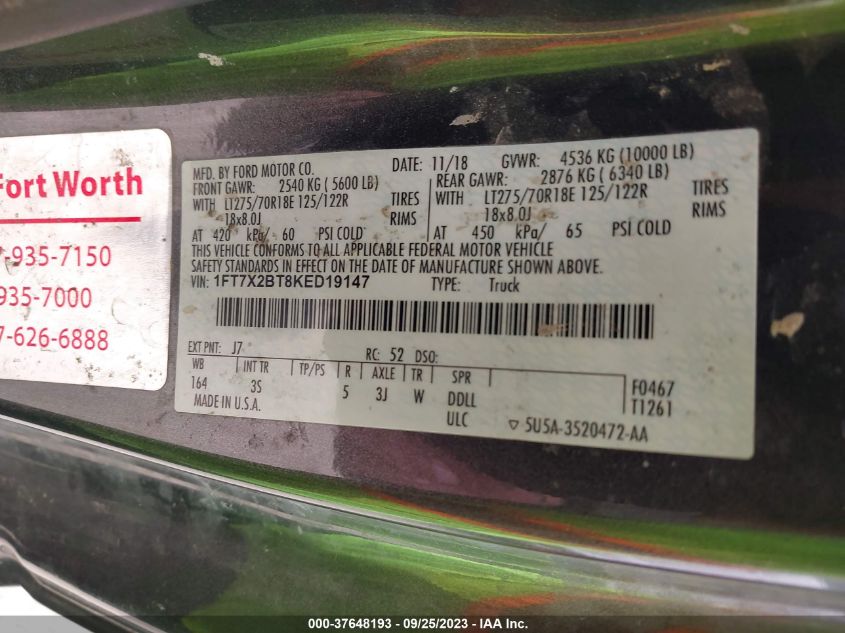 Fort Worth
7-935-7150
935-7000
7-626-6888
MFD. BY FORD MOTOR CO. DATE: 11/18 GVWR: 4536 KG (10000 LB)
FRONT GAWR: 2540 KG ( 5600 LB) REAR GAWR: 2876 KG ( 6340 LB)
WITH LT275/70R18E 125/122R TIRES WITH LT275/70R18E 125/122R TIRES
18x8.0J RIMS 18x8.0J RIMS
AT 420 kPa/ 60 PSI COLD AT 450 kPa/ 65 PSI COLD
THIS VEHICLE CONFORMS TO ALL APPLICABLE FEDERAL MOTOR VEHICLE
SAFETY STANDARDS IN EFFECT ON THE DATE OF MANUFACTURE SHOWN ABOVE.
VIN: 1FT7X2BT8KED19147 TYPE: Truck
EXT PNT: J7 RC: 52 DSO:
WB INT TR TP/PS R AXLE TR SPR
164 3S 5 3J W DDLL F0467
MADE IN U.S.A. ULC T1261
▽ 5U5A-3520472-AA
000-37648193 - 09/25/2023 - IAA Inc.